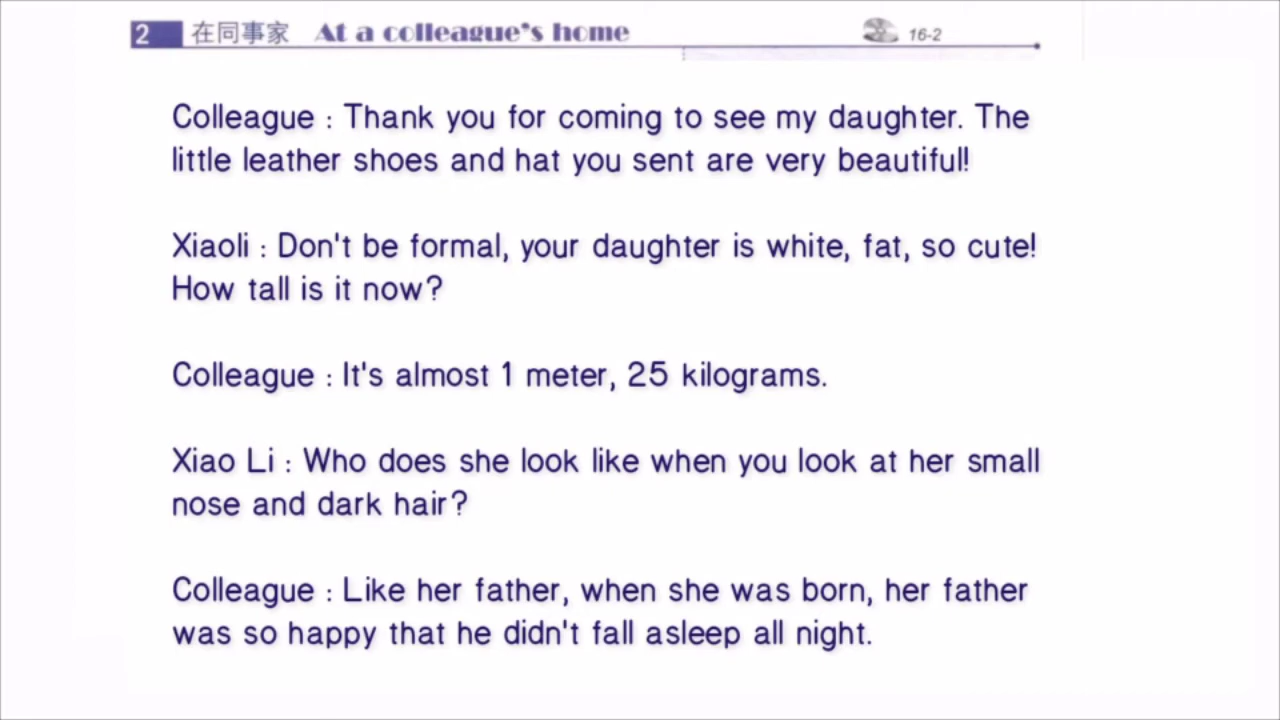 2 在同事家 At a colleague's home 16-2
Colleague : Thank you for coming to see my daughter. The
little leather shoes and hat you sent are very beautiful!
Xiaoli : Don't be formal, your daughter is white, fat, so cute!
How tall is it now?
Colleague : It's almost 1 meter, 25 kilograms.
Xiao Li : Who does she look like when you look at her small
nose and dark hair?
Colleague : Like her father, when she was born, her father
was so happy that he didn't fall asleep all night.